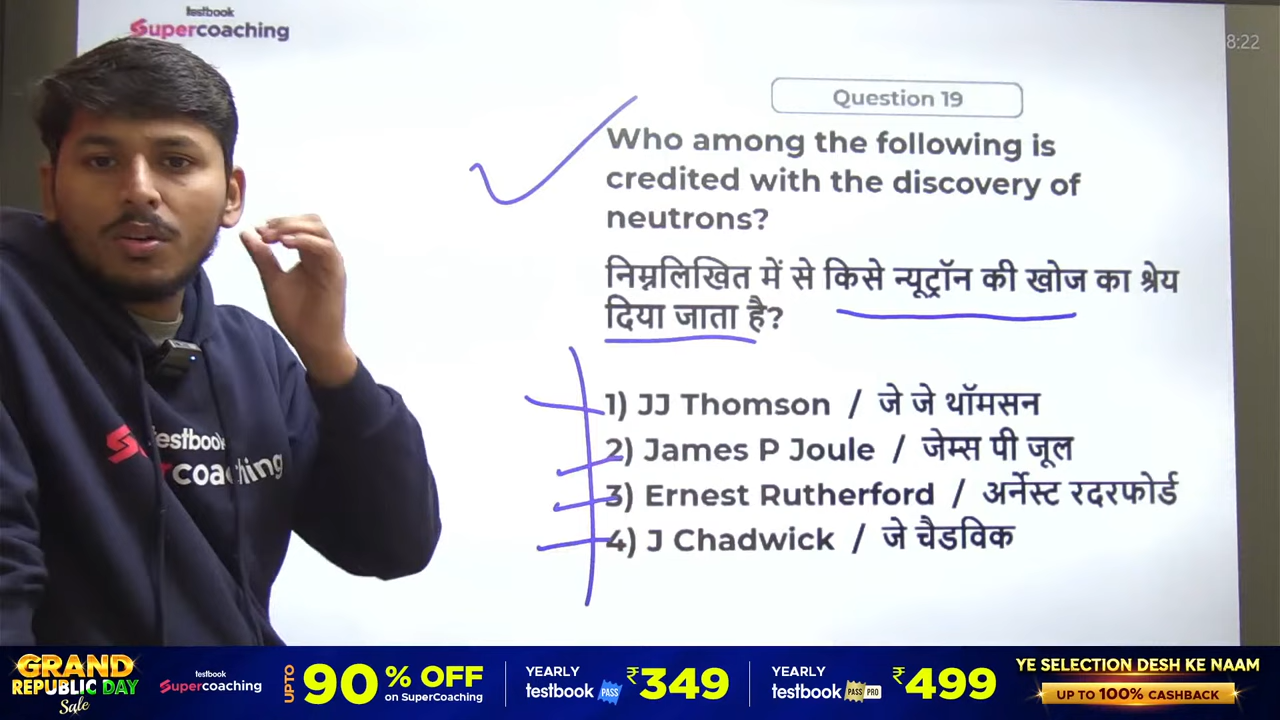 testbook
Supercoaching
8:22
Question 19
Who among the following is
credited with the discovery of
neutrons?
निम्नलिखित में से किसे न्यूट्रॉन की खोज का श्रेय
दिया जाता है?
1) JJ Thomson / जे जे थॉमसन
2) James P Joule / जेम्स पी जूल
3) Ernest Rutherford / अर्नेस्ट रदरफोर्ड
4) J Chadwick / जे चैडविक
testbook
Supercoaching
GRAND
REPUBLIC DAY
Sale
testbook
Supercoaching
UPTO 90% OFF
on SuperCoaching
YEARLY
testbook PASS ₹349
YEARLY
testbook PASS PRO ₹499
YE SELECTION DESH KE NAAM
UP TO 100% CASHBACK